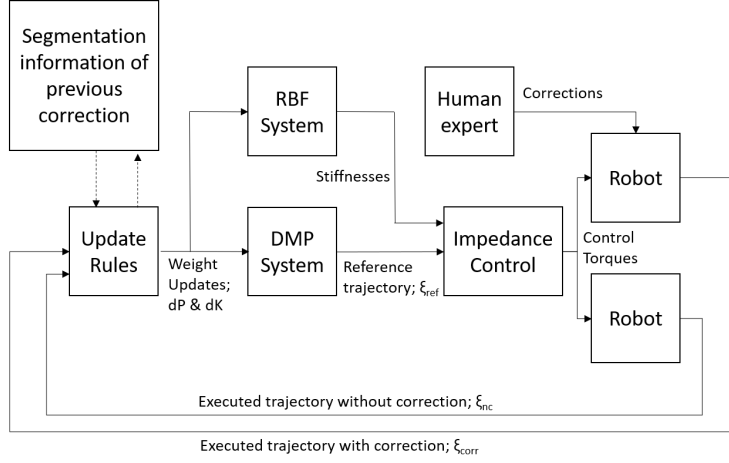 Segmentation
information of
previous
correction
RBF
System
Human
expert
Corrections
Robot
Stiffnesses
Update
Rules
Weight
Updates;
dP & dK
DMP
System
Reference
trajectory; ξref
Impedance
Control
Control
Torques
Robot
Executed trajectory without correction; ξnc
Executed trajectory with correction; ξcorr